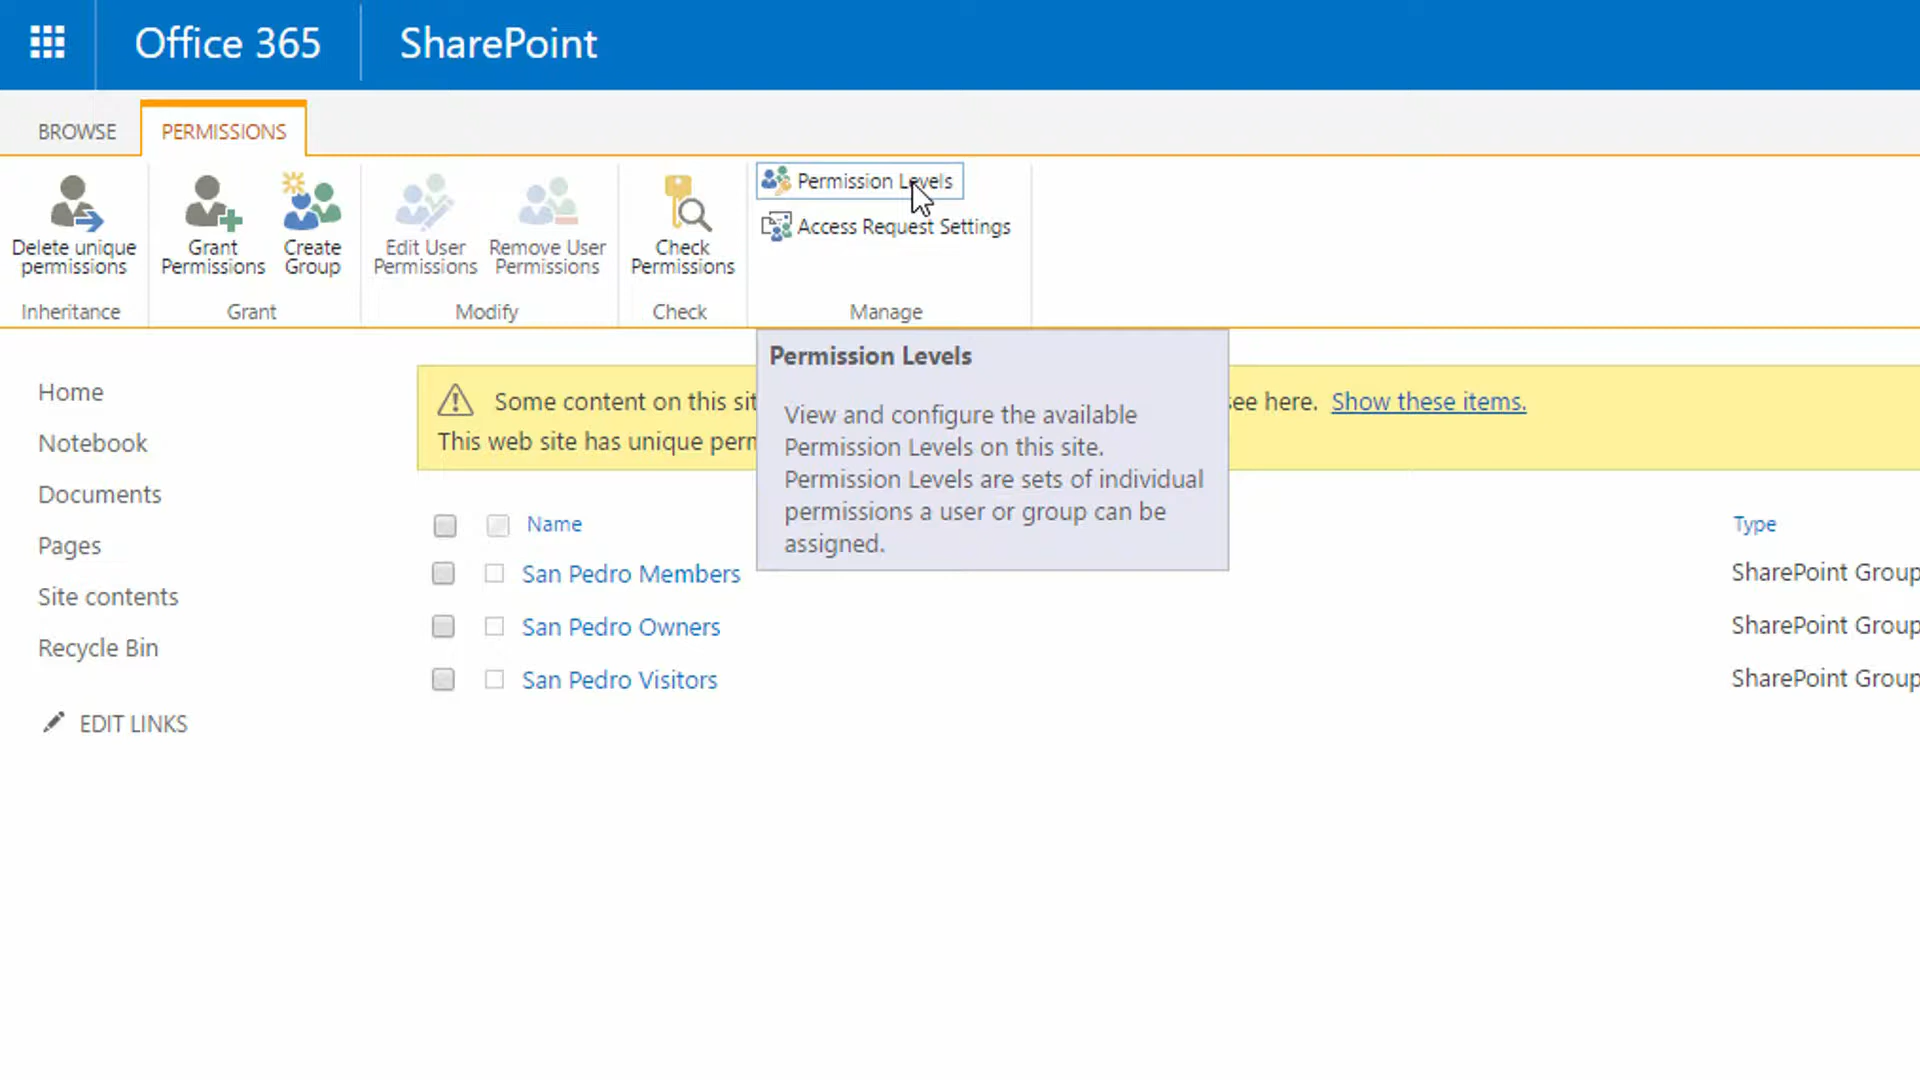 Office 365
SharePoint
BROWSE
PERMISSIONS
Delete unique
permissions
Inheritance
Grant
Permissions
Create
Group
Grant
Edit User
Permissions
Remove User
Permissions
Modify
Check
Permissions
Check
Permission Levels
Access Request Settings
Manage
Permission Levels
View and configure the available
Permission Levels on this site.
Permission Levels are sets of individual
permissions a user or group can be
assigned.
Home
Notebook
Documents
Pages
Site contents
Recycle Bin
EDIT LINKS
Some content on this sit
see here. Show these items.
This web site has unique perm
Name
Type
San Pedro Members
SharePoint Group
San Pedro Owners
SharePoint Group
San Pedro Visitors
SharePoint Group